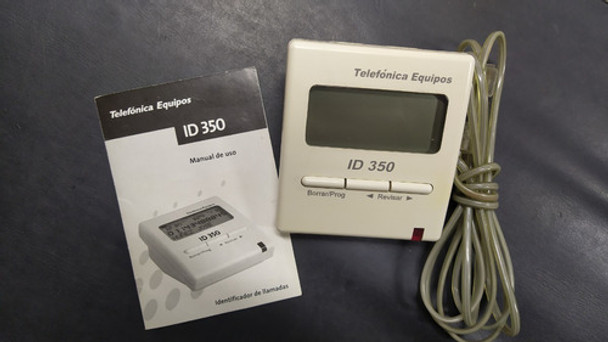 Telefónica Equipos
ID 350
Manual de uso
ID 350
Identificador de llamadas
Telefónica Equipos
ID 350
Borrar/Prog
◄ Revisar ►